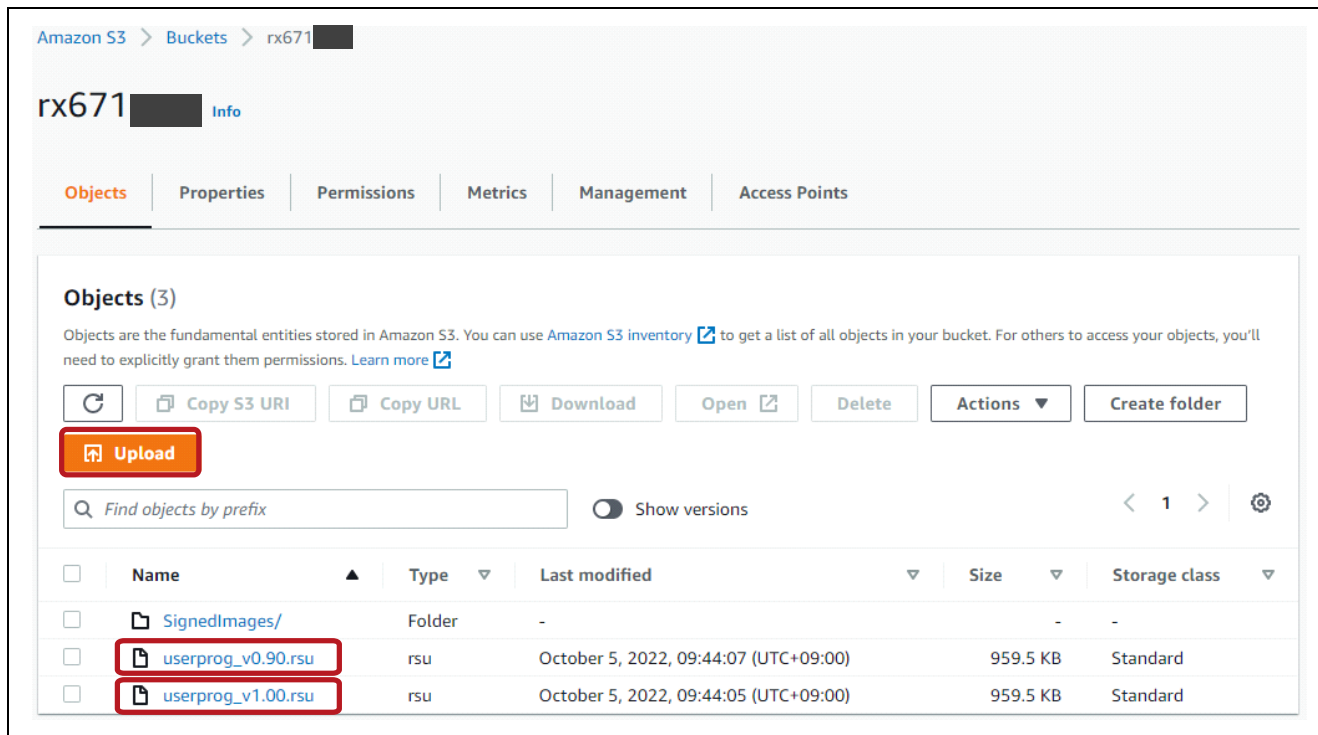 Amazon S3 > Buckets > rx671
rx671 Info
Objects Properties Permissions Metrics Management Access Points
Objects (3)
Objects are the fundamental entities stored in Amazon S3. You can use Amazon S3 inventory to get a list of all objects in your bucket. For others to access your objects, you'll
need to explicitly grant them permissions. Learn more
Copy S3 URI Copy URL Download Open Delete Actions Create folder
Upload
Find objects by prefix Show versions < 1 >
Name Type Last modified Size Storage class
SignedImages/ Folder - - -
userprog_v0.90.rsu rsu October 5, 2022, 09:44:07 (UTC+09:00) 959.5 KB Standard
userprog_v1.00.rsu rsu October 5, 2022, 09:44:05 (UTC+09:00) 959.5 KB Standard